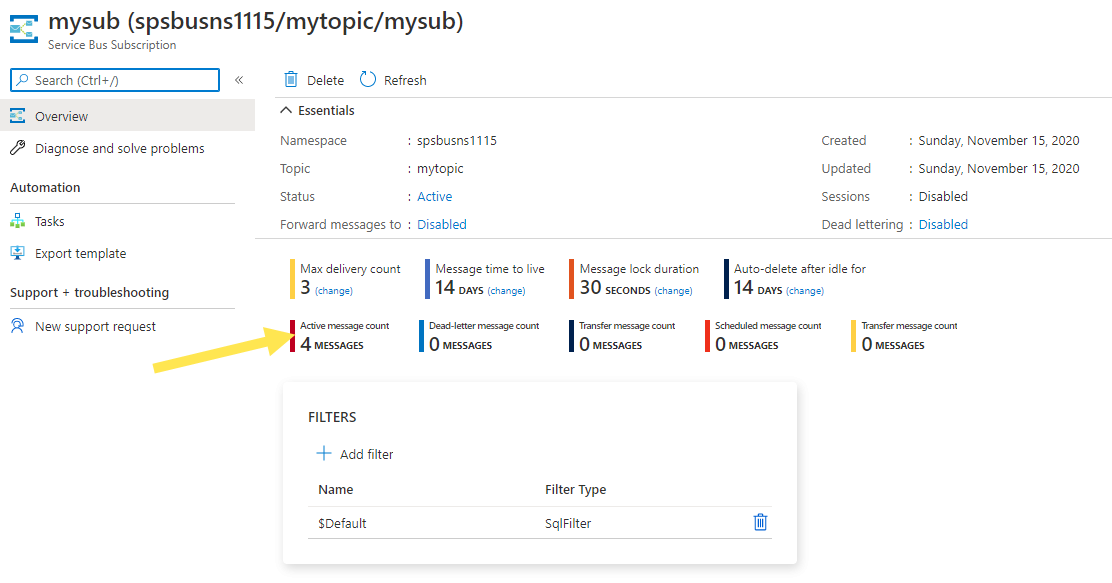 mysub (spsbusns1115/mytopic/mysub)
Service Bus Subscription
Search (Ctrl+/)
«
Overview
Diagnose and solve problems
Automation
Tasks
Export template
Support + troubleshooting
New support request
Delete Refresh
Essentials
Namespace : spsbusns1115
Topic : mytopic
Status : Active
Forward messages to : Disabled
Created : Sunday, November 15, 2020
Updated : Sunday, November 15, 2020
Sessions : Disabled
Dead lettering : Disabled
Max delivery count
3 (change)
Message time to live
14 DAYS (change)
Message lock duration
30 SECONDS (change)
Auto-delete after idle for
14 DAYS (change)
Active message count
4 MESSAGES
Dead-letter message count
0 MESSAGES
Transfer message count
0 MESSAGES
Scheduled message count
0 MESSAGES
Transfer message count
0 MESSAGES
FILTERS
Add filter
Name Filter Type
$Default SqlFilter